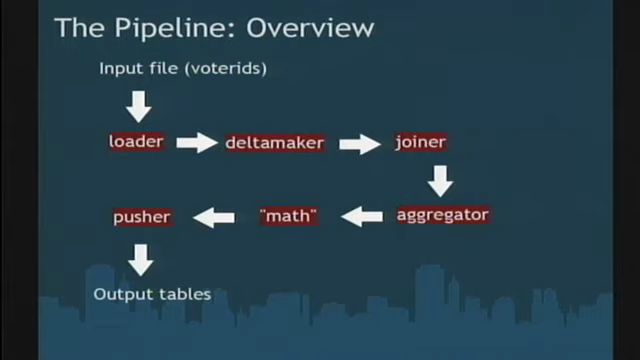 The Pipeline: Overview
Input file (voterids)
loader
deltamaker
joiner
aggregator
"math"
pusher
Output tables